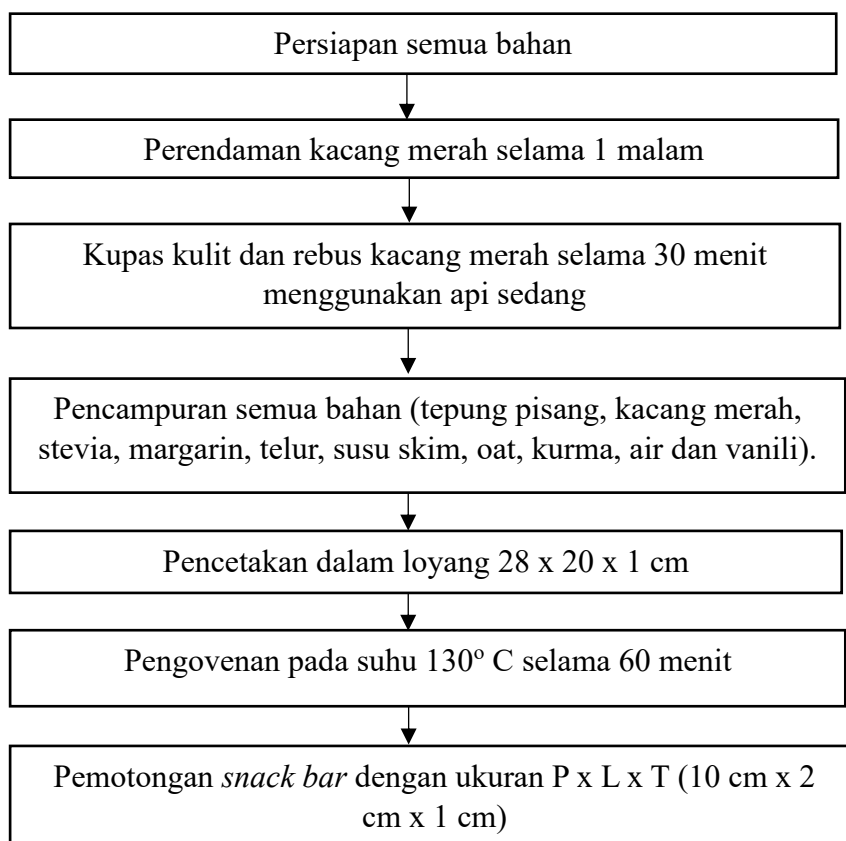 Persiapan semua bahan
Perendaman kacang merah selama 1 malam
Kupas kulit dan rebus kacang merah selama 30 menit
menggunakan api sedang
Pencampuran semua bahan (tepung pisang, kacang merah,
stevia, margarin, telur, susu skim, oat, kurma, air dan vanili).
Pencetakan dalam loyang 28 x 20 x 1 cm
Pengovenan pada suhu 130º C selama 60 menit
Pemotongan snack bar dengan ukuran P x L x T (10 cm x 2
cm x 1 cm)